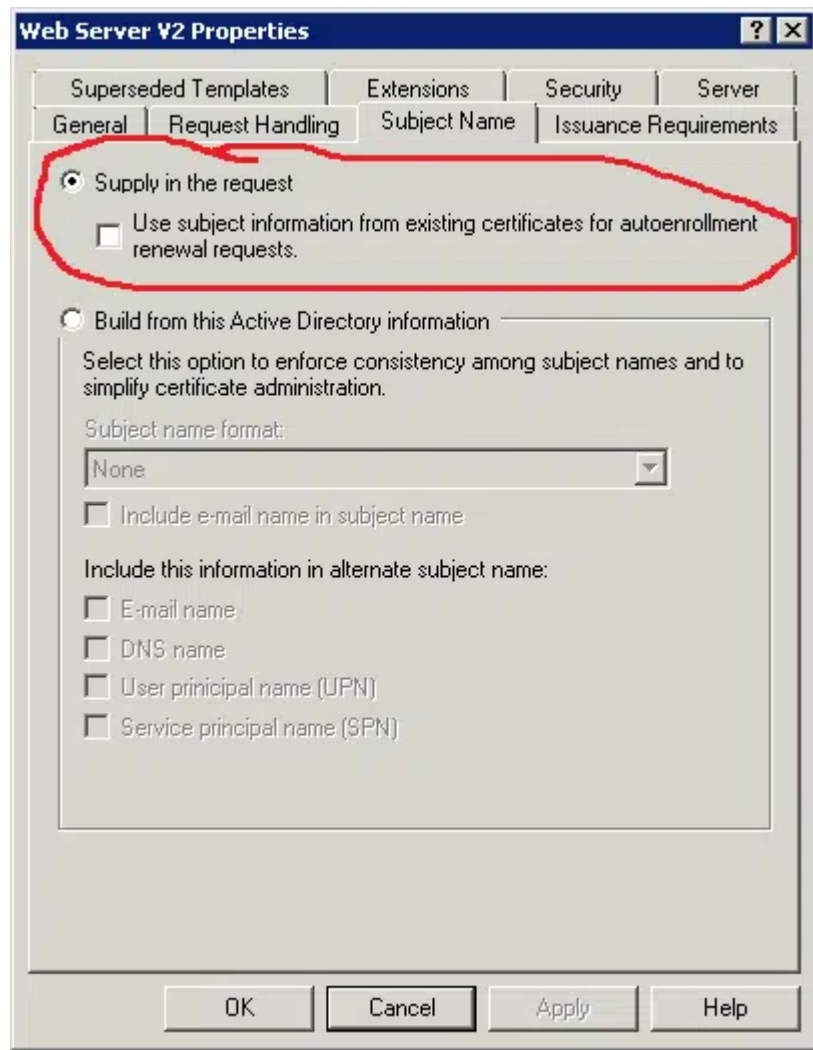 Web Server V2 Properties
Superseded Templates Extensions Security Server
General Request Handling Subject Name Issuance Requirements
Supply in the request
Use subject information from existing certificates for autoenrollment
renewal requests.
Build from this Active Directory information
Select this option to enforce consistency among subject names and to
simplify certificate administration.
Subject name format:
None
Include e-mail name in subject name
Include this information in alternate subject name:
E-mail name
DNS name
User prinicipal name (UPN)
Service principal name (SPN)
OK Cancel Apply Help